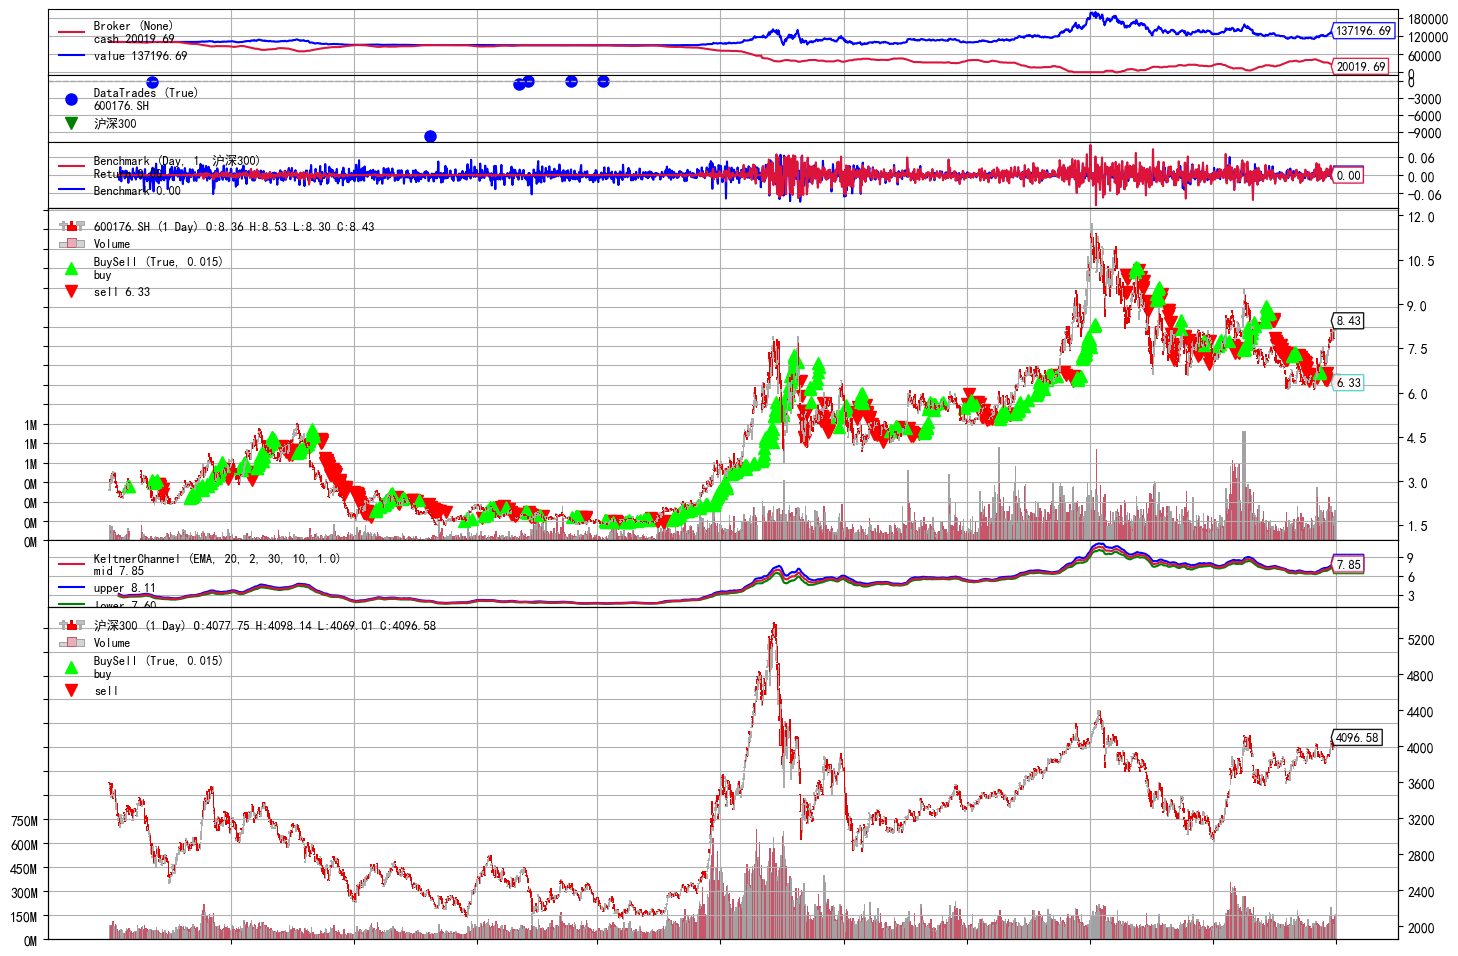 Broker (None)
cash 20019.69
value 137196.69
180000
137196.69
120000
60000
20019.69
0
DataTrades (True)
600176.SH
沪深300
0
−3000
−6000
−9000
Benchmark (Day, 1, 沪深300)
Benchmark 0.00
0.06
0.00
0.00
−0.06
600176.SH (1 Day) O:8.36 H:8.53 L:8.30 C:8.43
Volume
BuySell (True, 0.015)
buy
sell 6.33
12.0
10.5
9.0
8.43
7.5
6.33
6.0
4.5
3.0
1.5
1M
1M
1M
0M
0M
0M
0M
KeltnerChannel (EMA, 20, 2, 30, 10, 1.0)
mid 7.85
upper 8.11
lower 7.60
9
7.85
6
3
沪深300 (1 Day) O:4077.75 H:4098.14 L:4069.01 C:4096.58
Volume
BuySell (True, 0.015)
buy
sell
5200
4800
4400
4096.58
4000
3600
3200
2800
2400
2000
750M
600M
450M
300M
150M
0M